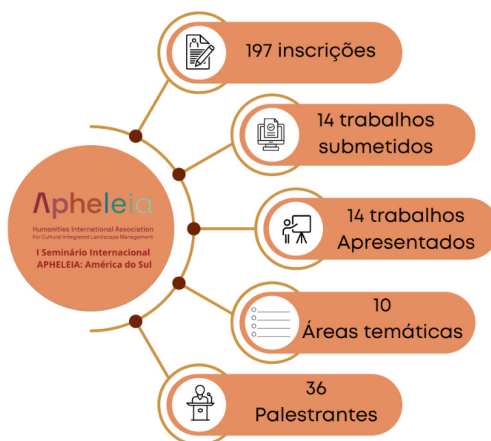 197 inscrições
14 trabalhos
submetidos
Apheleia
Humanities International Association
For Cultural Integrated Landscape Management
I Seminário Internacional
APHELEIA: América do Sul
14 trabalhos
Apresentados
10
Áreas temáticas
36
Palestrantes